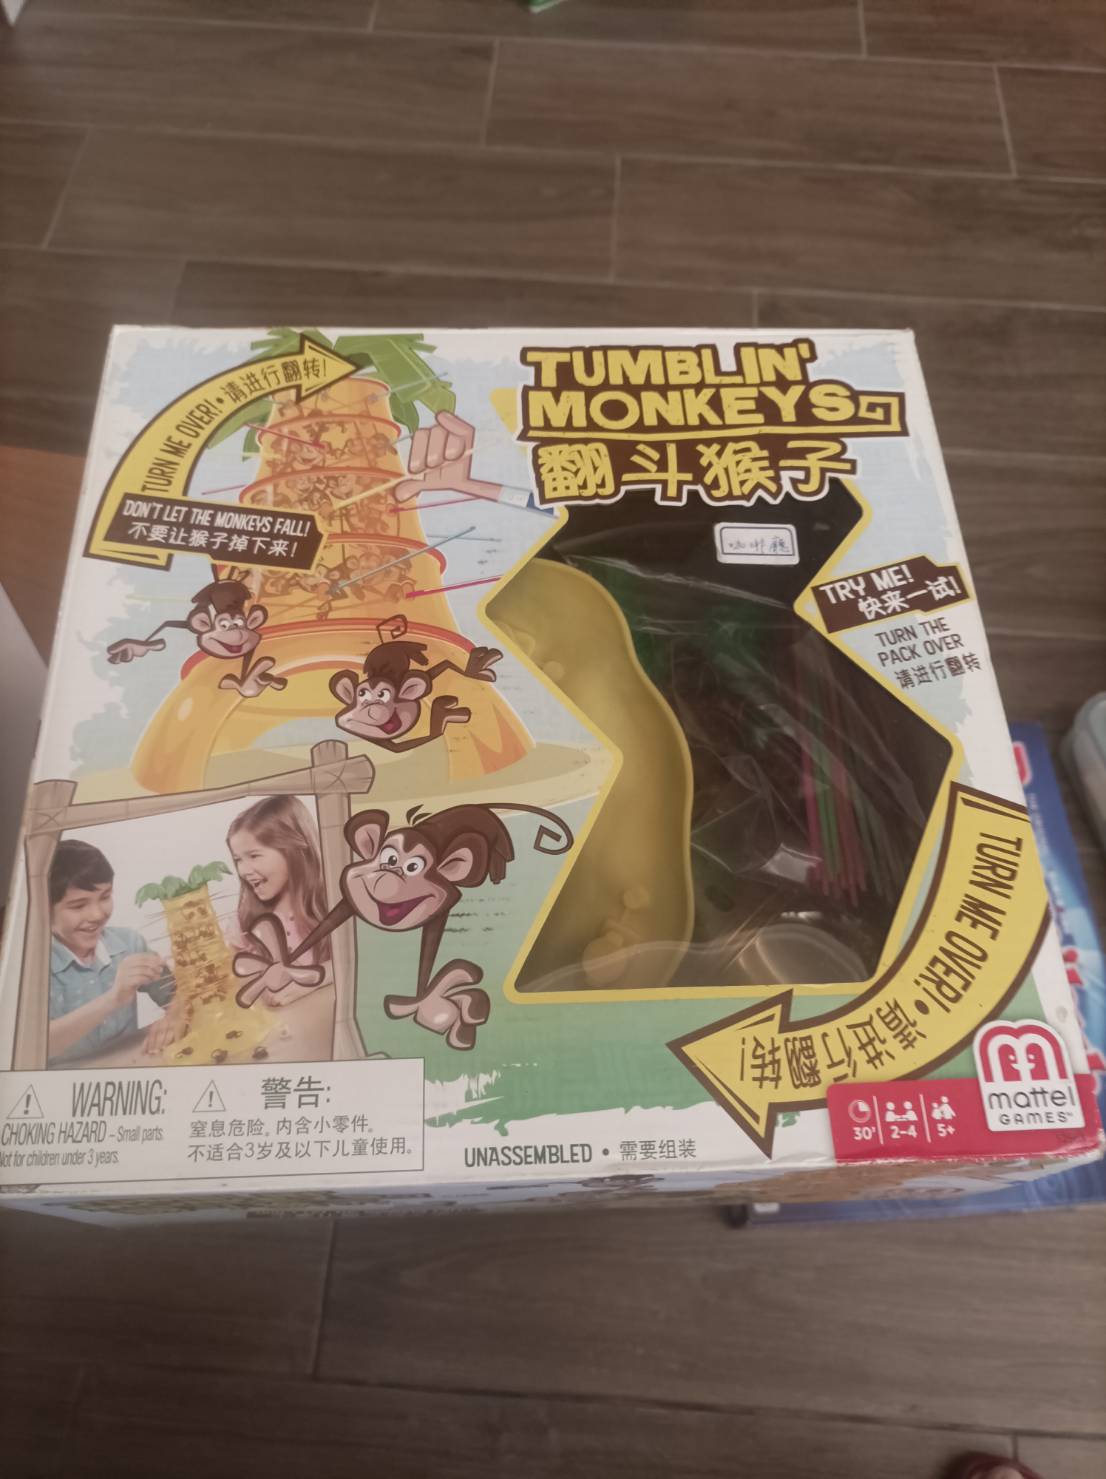 TUMBLIN'
MONKEYS
翻斗猴子
TURN ME OVER! • 请进行翻转!
DON'T LET THE MONKEYS FALL!
不要让猴子掉下来!
咖啡廳
TRY ME!
快来一试!
TURN THE
PACK OVER
请进行翻转
TURN ME OVER! • 请进行翻转!
WARNING:
CHOKING HAZARD – Small parts.
Not for children under 3 years.
警告:
窒息危险, 内含小零件。
不适合3岁及以下儿童使用。
UNASSEMBLED • 需要组装
30' 2-4 5+
mattel
GAMES™